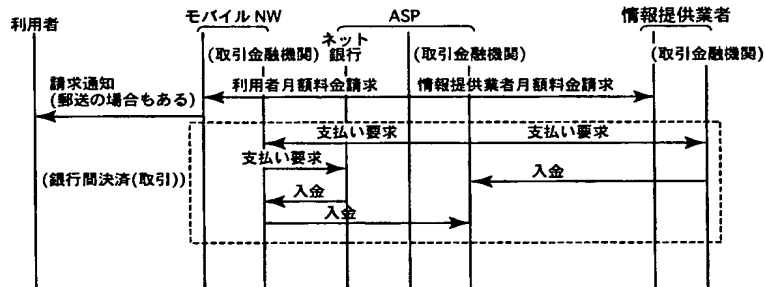 利用者
モバイル NW
ASP
情報提供業者
(取引金融機関)
ネット
銀行
(取引金融機関)
(取引金融機関)
請求通知
(郵送の場合もある)
利用者月額料金請求
情報提供業者月額料金請求
支払い要求
支払い要求
支払い要求
(銀行間決済(取引))
入金
入金
入金